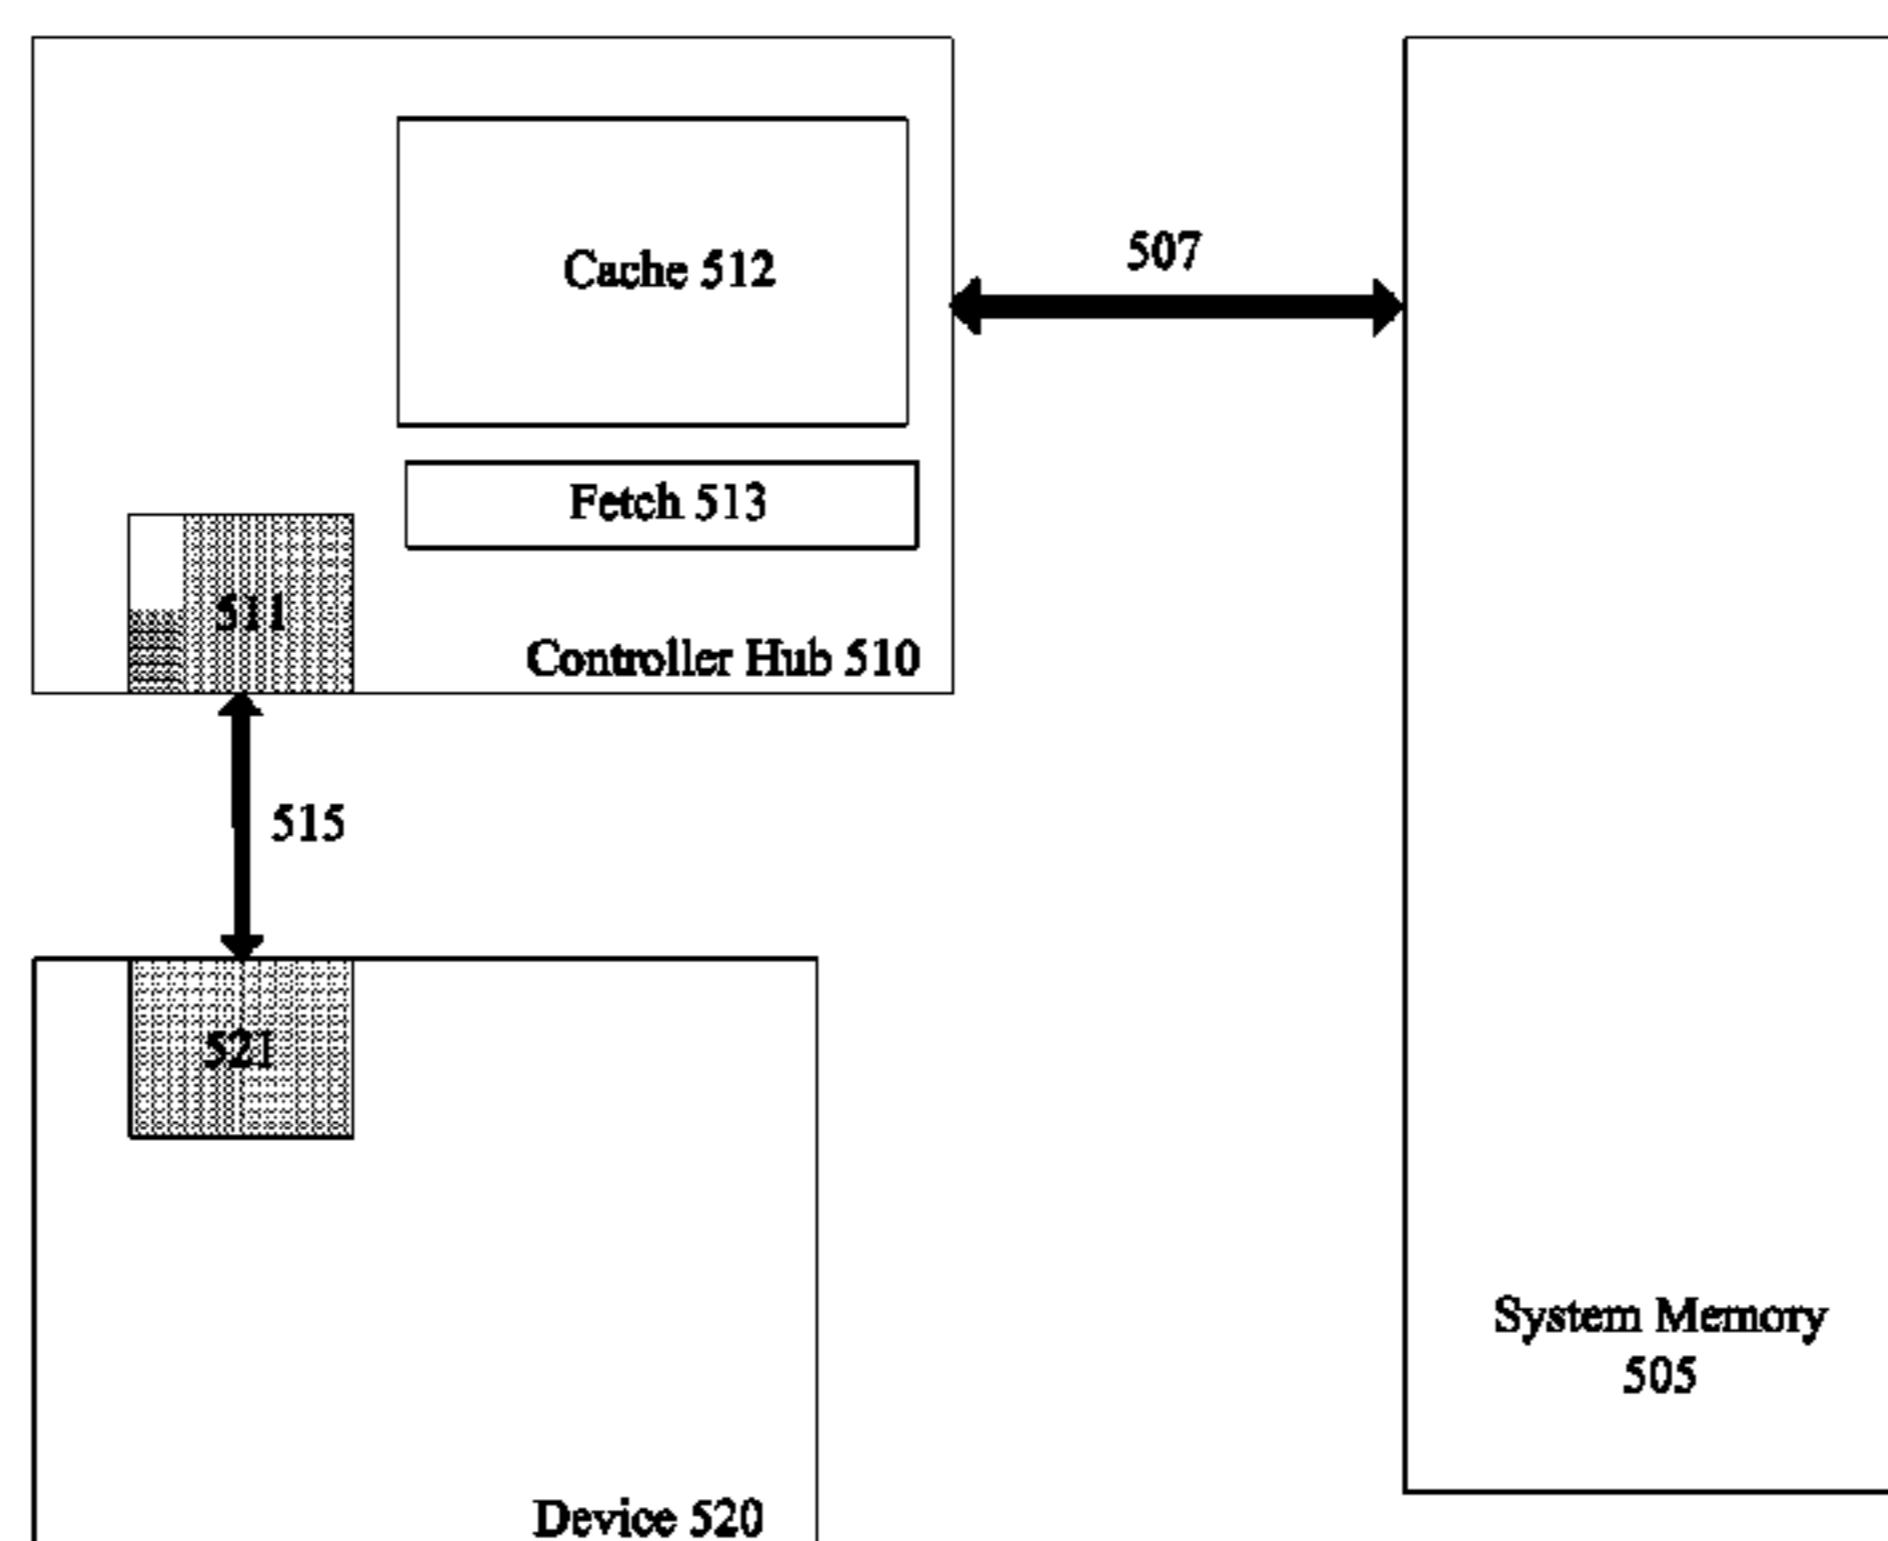 Cache 512
507
Fetch 513
511
Controller Hub 510
515
521
System Memory
505
Device 520